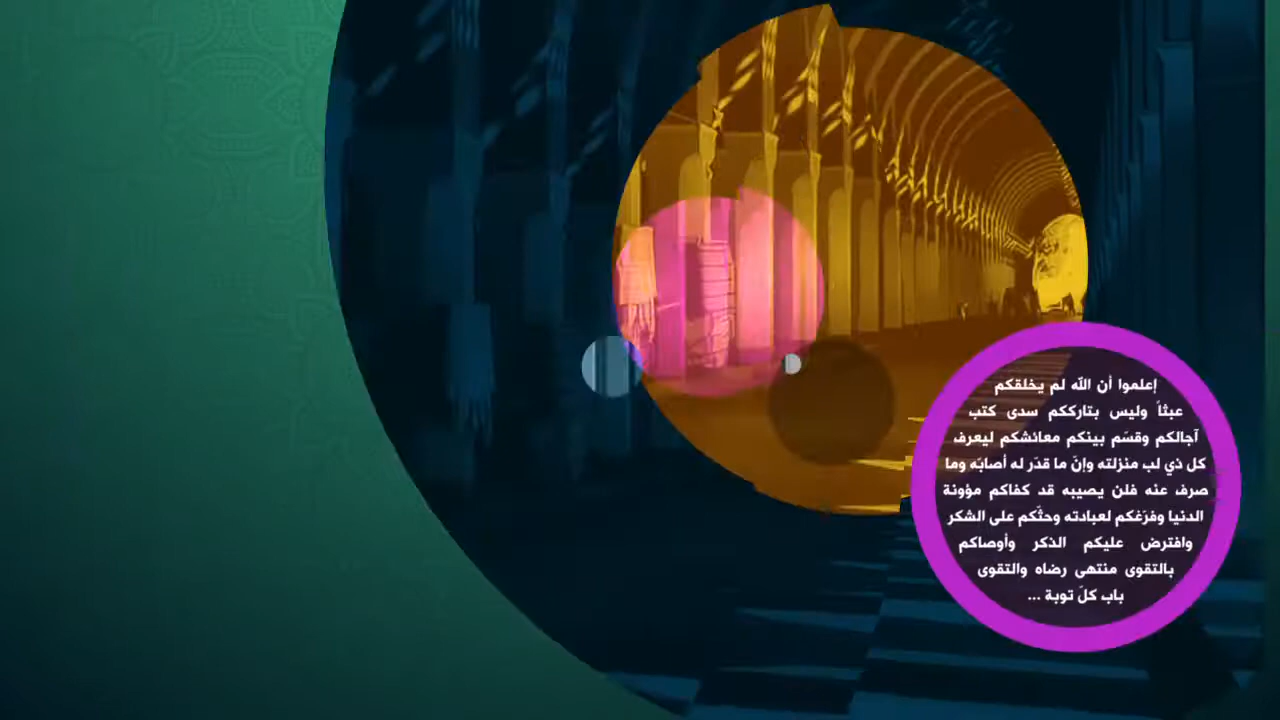 إعلموا أن الله لم يخلقكم
عبثاً وليس بتارككم سدى كتب
آجالكم وقسّم بينكم معائشكم ليعرف
كل ذي لب منزلته وإنّ ما قدّر له أصابه وما
صرف عنه فلن يصيبه قد كفاكم مؤونة
الدنيا وفرّغكم لعبادته وحثّكم على الشكر
وافترض عليكم الذكر وأوصاكم
بالتقوى منتهى رضاه والتقوى
باب كلّ توبة ...